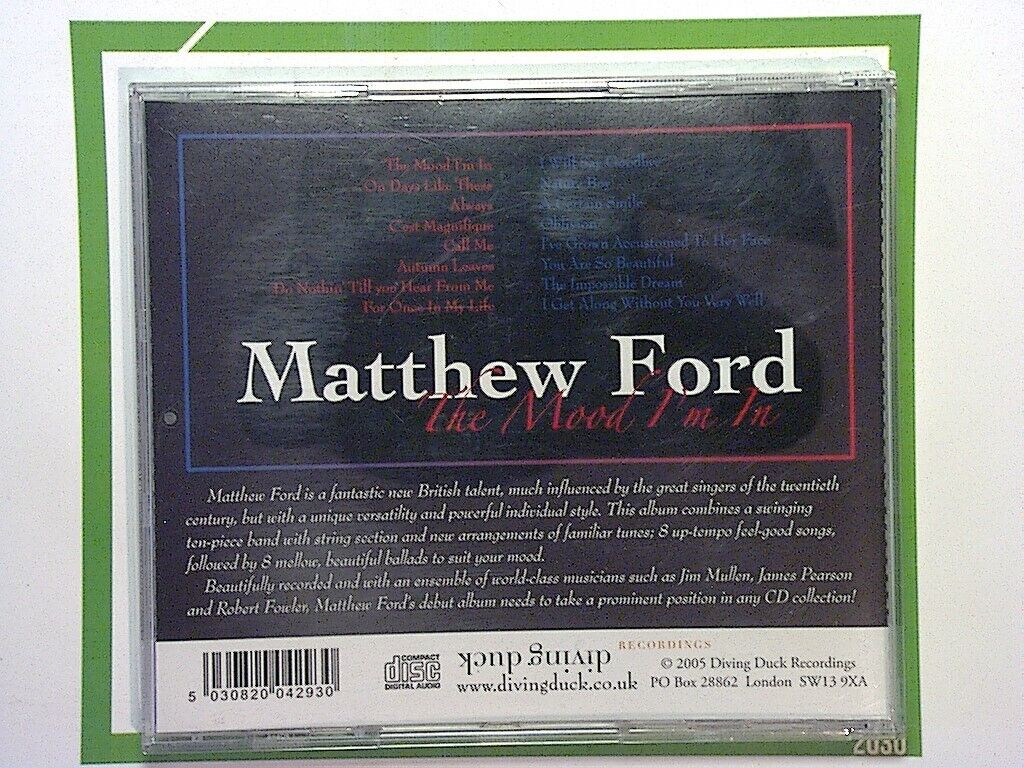 The Mood I'm In
On Days Like These
Always
C'est Magnifique
Call Me
Autumn Leaves
Do Nothin' Till you Hear From Me
For Once In My Life
I Will Say Goodbye
Nature Boy
A Certain Smile
Oblivion
I've Grown Accustomed To Her Face
You Are So Beautiful
The Impossible Dream
I Get Along Without You Very Well
Matthew Ford
The Mood I'm In
Matthew Ford is a fantastic new British talent, much influenced by the great singers of the twentieth
century, but with a unique versatility and powerful individual style. This album combines a swinging
ten-piece band with string section and new arrangements of familiar tunes; 8 up-tempo feel-good songs,
followed by 8 mellow, beautiful ballads to suit your mood.
Beautifully recorded and with an ensemble of world-class musicians such as Jim Mullen, James Pearson
and Robert Fowler, Matthew Ford's debut album needs to take a prominent position in any CD collection!
5 030820 042930
COMPACT
disc
DIGITAL AUDIO
diving duck
RECORDINGS
www.divingduck.co.uk
© 2005 Diving Duck Recordings
PO Box 28862 London SW13 9XA
2030